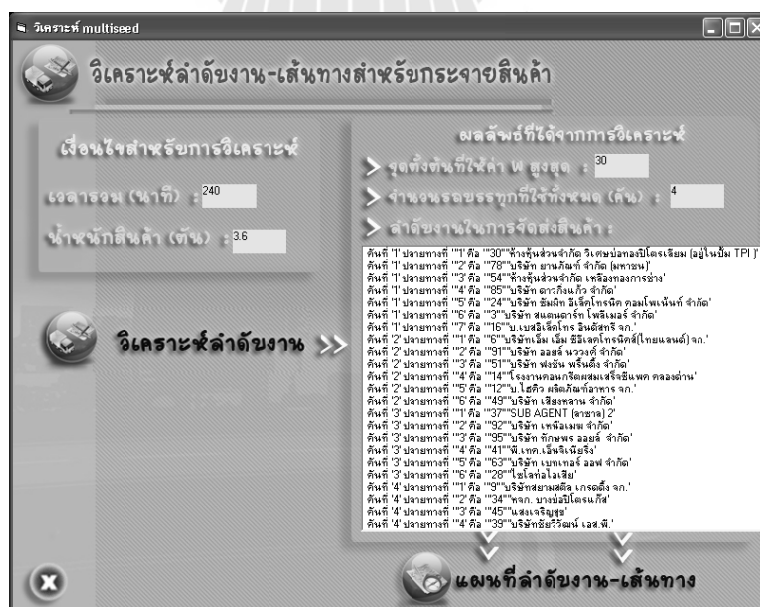 วิเคราะห์ multiseed
วิเคราะห์ลำดับงาน-เส้นทางสำหรับกระจายสินค้า
เงื่อนไขสำหรับการวิเคราะห์
เวลารวม (นาที) : 240
น้ำหนักสินค้า (ตัน) : 3.6
วิเคราะห์ลำดับงาน
ผลลัพธ์ที่ได้จากการวิเคราะห์
จุดตั้งต้นที่ให้ค่า W สูงสุด : 30
จำนวนรถบรรทุกที่ใช้ทั้งหมด (คัน) : 4
ลำดับงานในการจัดส่งสินค้า :
คันที่ '1' ปลายทางที่ '"1' คือ '"30"'ห้างหุ้นส่วนจำกัด วิเศษบ่อทองปิโตรเลียม (อยู่ในปั๊ม TPI )'
คันที่ '1' ปลายทางที่ '"2' คือ '"78"'บริษัท ยานภัณฑ์ จำกัด (มหาชน)'
คันที่ '1' ปลายทางที่ '"3' คือ '"54"'ห้างหุ้นส่วนจำกัด เหลืองทองการช่าง'
คันที่ '1' ปลายทางที่ '"4' คือ '"85"'บริษัท ดาวกิ่งแก้ว จำกัด'
คันที่ '1' ปลายทางที่ '"5' คือ '"24"'บริษัท ซัมมิท อิเล็คโทรนิค คอมโพเน้นท์ จำกัด'
คันที่ '1' ปลายทางที่ '"6' คือ '"3"'บริษัท สแตนดาร์ท โพลีเมอร์ จำกัด'
คันที่ '1' ปลายทางที่ '"7' คือ '"16"'บ.เบสอิเล็คโทร อินดัสทรี จก.'
คันที่ '2' ปลายทางที่ '"1' คือ '"6"'บริษัทเอ็ม เอ็ม ซีอิเลคโทรนิคส์(ไทยแลนด์) จก.'
คันที่ '2' ปลายทางที่ '"2' คือ '"91"'บริษัท ออยล์ นววงศ์ จำกัด'
คันที่ '2' ปลายทางที่ '"3' คือ '"51"'บริษัท ฟงชัน พริ้นติ้ง จำกัด'
คันที่ '2' ปลายทางที่ '"4' คือ '"14"'โรงงานคอนกรีตผสมเสร็จซีแพค คลองด่าน'
คันที่ '2' ปลายทางที่ '"5' คือ '"12"'บ.ไฮคิว ผลิตภัณฑ์อาหาร จก.'
คันที่ '2' ปลายทางที่ '"6' คือ '"49"'บริษัท เสียงหลาน จำกัด'
คันที่ '3' ปลายทางที่ '"1' คือ '"37"'SUB AGENT (ลาซาล) 2'
คันที่ '3' ปลายทางที่ '"2' คือ '"92"'บริษัท เหนือเมฆ จำกัด'
คันที่ '3' ปลายทางที่ '"3' คือ '"95"'บริษัท ทักษพร ออยล์ จำกัด'
คันที่ '3' ปลายทางที่ '"4' คือ '"41"'พี.เทค.เอ็นจิเนียริ่ง'
คันที่ '3' ปลายทางที่ '"5' คือ '"63"'บริษัท เบทเทอร์ ออฟ จำกัด'
คันที่ '3' ปลายทางที่ '"6' คือ '"28"'ไซโลท่อไอเสีย'
คันที่ '4' ปลายทางที่ '"1' คือ '"9"'บริษัทสยามสตีล เกรตติ้ง จก.'
คันที่ '4' ปลายทางที่ '"2' คือ '"34"'หจก. บางบ่อปิโตรแก๊ส'
คันที่ '4' ปลายทางที่ '"3' คือ '"45"'แสงเจริญสุข'
คันที่ '4' ปลายทางที่ '"4' คือ '"39"'บริษัทชัยวิวัฒน์ เอส.พี.'
แผนที่ลำดับงาน-เส้นทาง